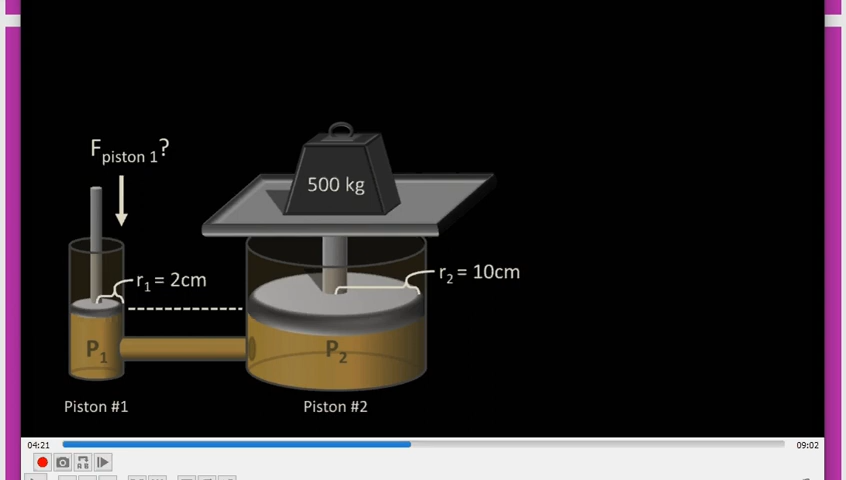 F piston 1?
500 kg
r1 = 2cm
r2 = 10cm
P1
P2
Piston #1
Piston #2
04:21
09:02